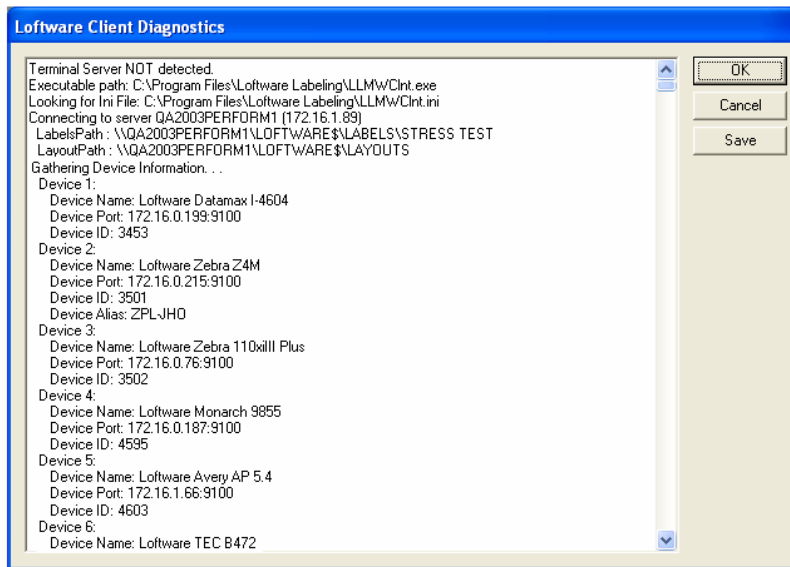 Loftware Client Diagnostics
Terminal Server NOT detected.
Executable path: C:\Program Files\Loftware Labeling\LLMWClnt.exe
Looking for Ini File: C:\Program Files\Loftware Labeling\LLMWClnt.ini
Connecting to server QA2003PERFORM1 (172.16.1.89)
LabelsPath : \\QA2003PERFORM1\LOFTWARE$\LABELS\STRESS TEST
LayoutPath : \\QA2003PERFORM1\LOFTWARE$\LAYOUTS
Gathering Device Information. . .
Device 1:
Device Name: Loftware Datamax I-4604
Device Port: 172.16.0.199:9100
Device ID: 3453
Device 2:
Device Name: Loftware Zebra Z4M
Device Port: 172.16.0.215:9100
Device ID: 3501
Device Alias: ZPL-JHO
Device 3:
Device Name: Loftware Zebra 110xiIII Plus
Device Port: 172.16.0.76:9100
Device ID: 3502
Device 4:
Device Name: Loftware Monarch 9855
Device Port: 172.16.0.187:9100
Device ID: 4595
Device 5:
Device Name: Loftware Avery AP 5.4
Device Port: 172.16.1.66:9100
Device ID: 4603
Device 6:
Device Name: Loftware TEC B472
OK
Cancel
Save